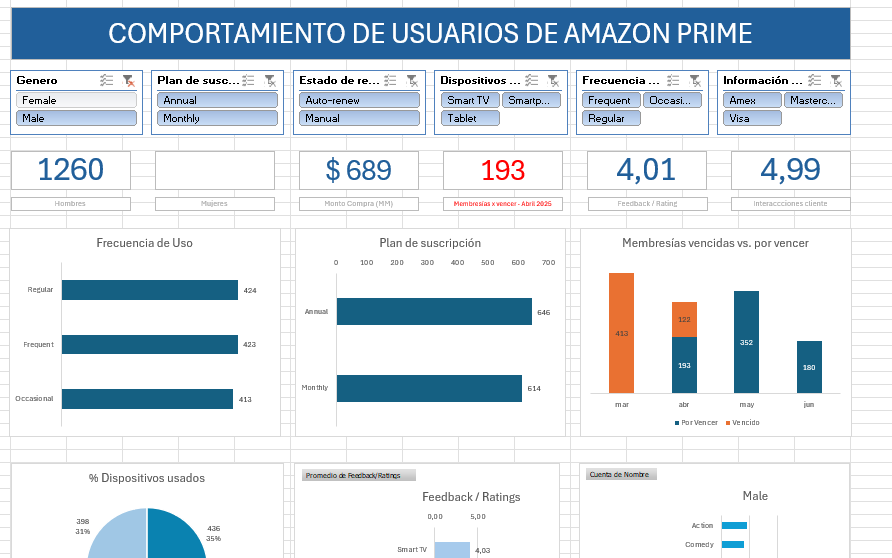 COMPORTAMIENTO DE USUARIOS DE AMAZON PRIME
Genero
Female
Male
Plan de susc...
Annual
Monthly
Estado de re...
Auto-renew
Manual
Dispositivos ...
Smart TV
Smartp...
Tablet
Frecuencia ...
Frequent
Occasi...
Regular
Información ...
Amex
Masterc...
Visa
1260
Hombres
Mujeres
$ 689
Monto Compra (MM)
193
Membresías x vencer - Abril 2025
4,01
Feedback / Rating
4,99
Interaccciones cliente
Frecuencia de Uso
Regular
424
Frequent
423
Occasional
413
Plan de suscripción
0 100 200 300 400 500 600 700
Annual
646
Monthly
614
Membresías vencidas vs. por vencer
413
122
193
352
180
mar abr may jun
Por Vencer Vencido
% Dispositivos usados
398
31%
436
35%
Promedio de Feedback/Ratings
Feedback / Ratings
0,00 5,00
Smart TV
4,03
Cuenta de Nombre
Male
Action
Comedy